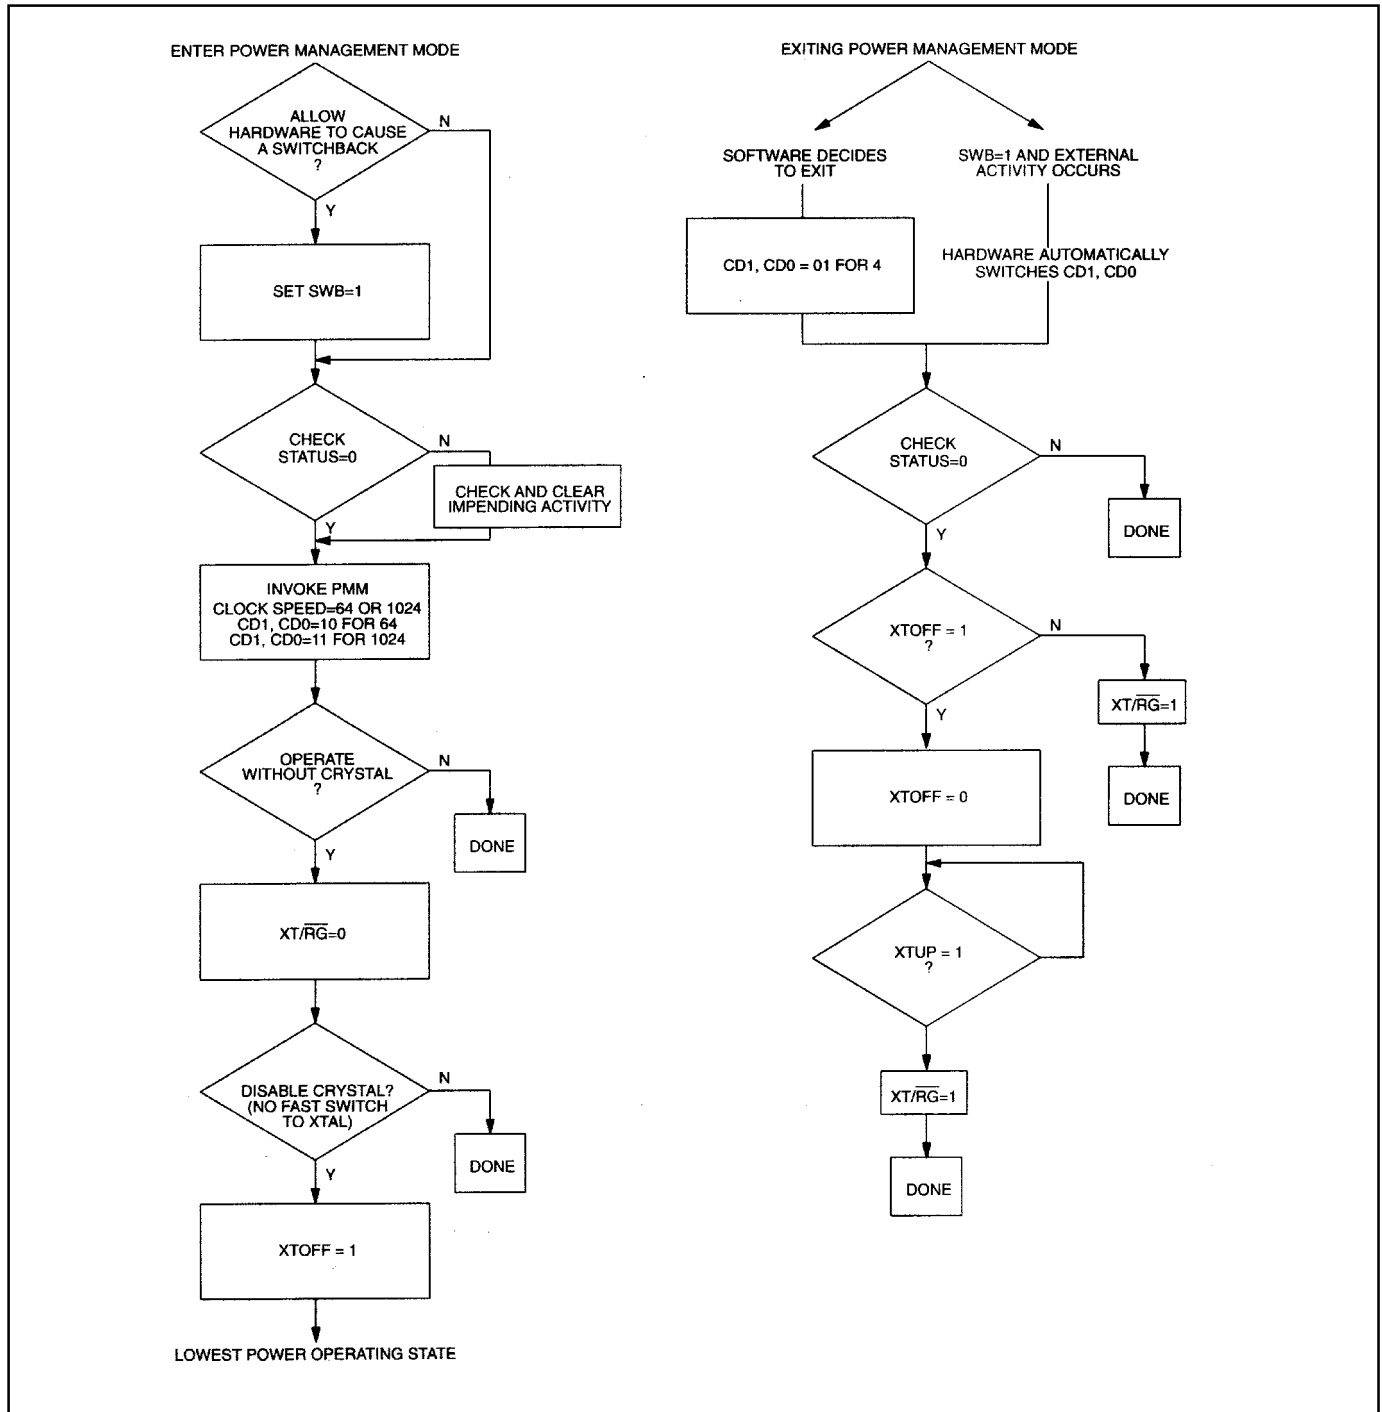 ENTER POWER MANAGEMENT MODE
ALLOW
HARDWARE TO CAUSE
A SWITCHBACK
?
N
Y
SET SWB=1
CHECK
STATUS=0
N
CHECK AND CLEAR
IMPENDING ACTIVITY
Y
INVOKE PMM
CLOCK SPEED=64 OR 1024
CD1, CD0=10 FOR 64
CD1, CD0=11 FOR 1024
OPERATE
WITHOUT CRYSTAL
?
N
DONE
Y
XT/R̅G̅=0
DISABLE CRYSTAL?
(NO FAST SWITCH
TO XTAL)
N
DONE
Y
XTOFF = 1
LOWEST POWER OPERATING STATE
EXITING POWER MANAGEMENT MODE
SOFTWARE DECIDES
TO EXIT
SWB=1 AND EXTERNAL
ACTIVITY OCCURS
CD1, CD0 = 01 FOR 4
HARDWARE AUTOMATICALLY
SWITCHES CD1, CD0
CHECK
STATUS=0
N
DONE
Y
XTOFF = 1
?
N
XT/R̅G̅=1
DONE
Y
XTOFF = 0
XTUP = 1
?
XT/R̅G̅=1
DONE